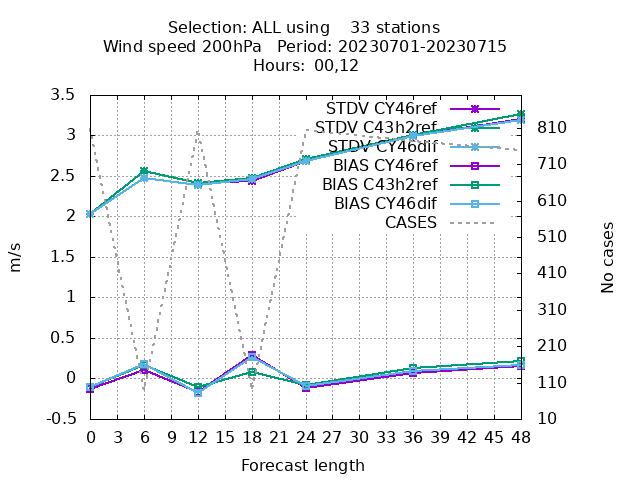 Selection: ALL using    33 stations
Wind speed 200hPa   Period: 20230701-20230715
Hours:  00,12
3.5
3
2.5
2
1.5
1
0.5
0
-0.5
m/s
STDV CY46ref
STDV C43h2ref
STDV CY46dif
BIAS CY46ref
BIAS C43h2ref
BIAS CY46dif
CASES
810
710
610
510
410
310
210
110
10
No cases
0 3 6 9 12 15 18 21 24 27 30 33 36 39 42 45 48
Forecast length